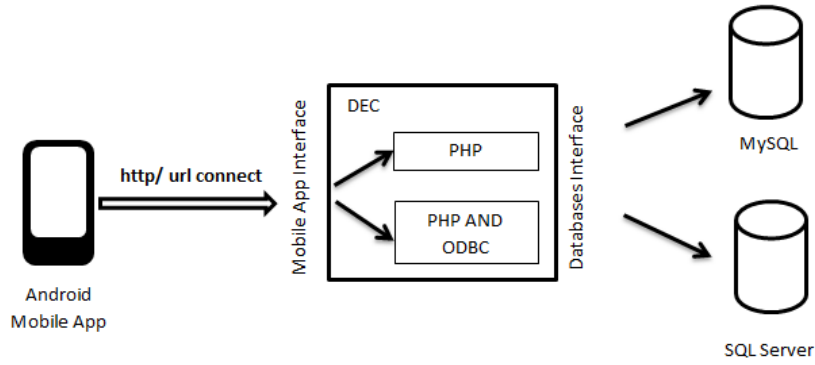 Android
Mobile App
http/ url connect
Mobile App Interface
DEC
PHP
PHP AND
ODBC
Databases Interface
MySQL
SQL Server